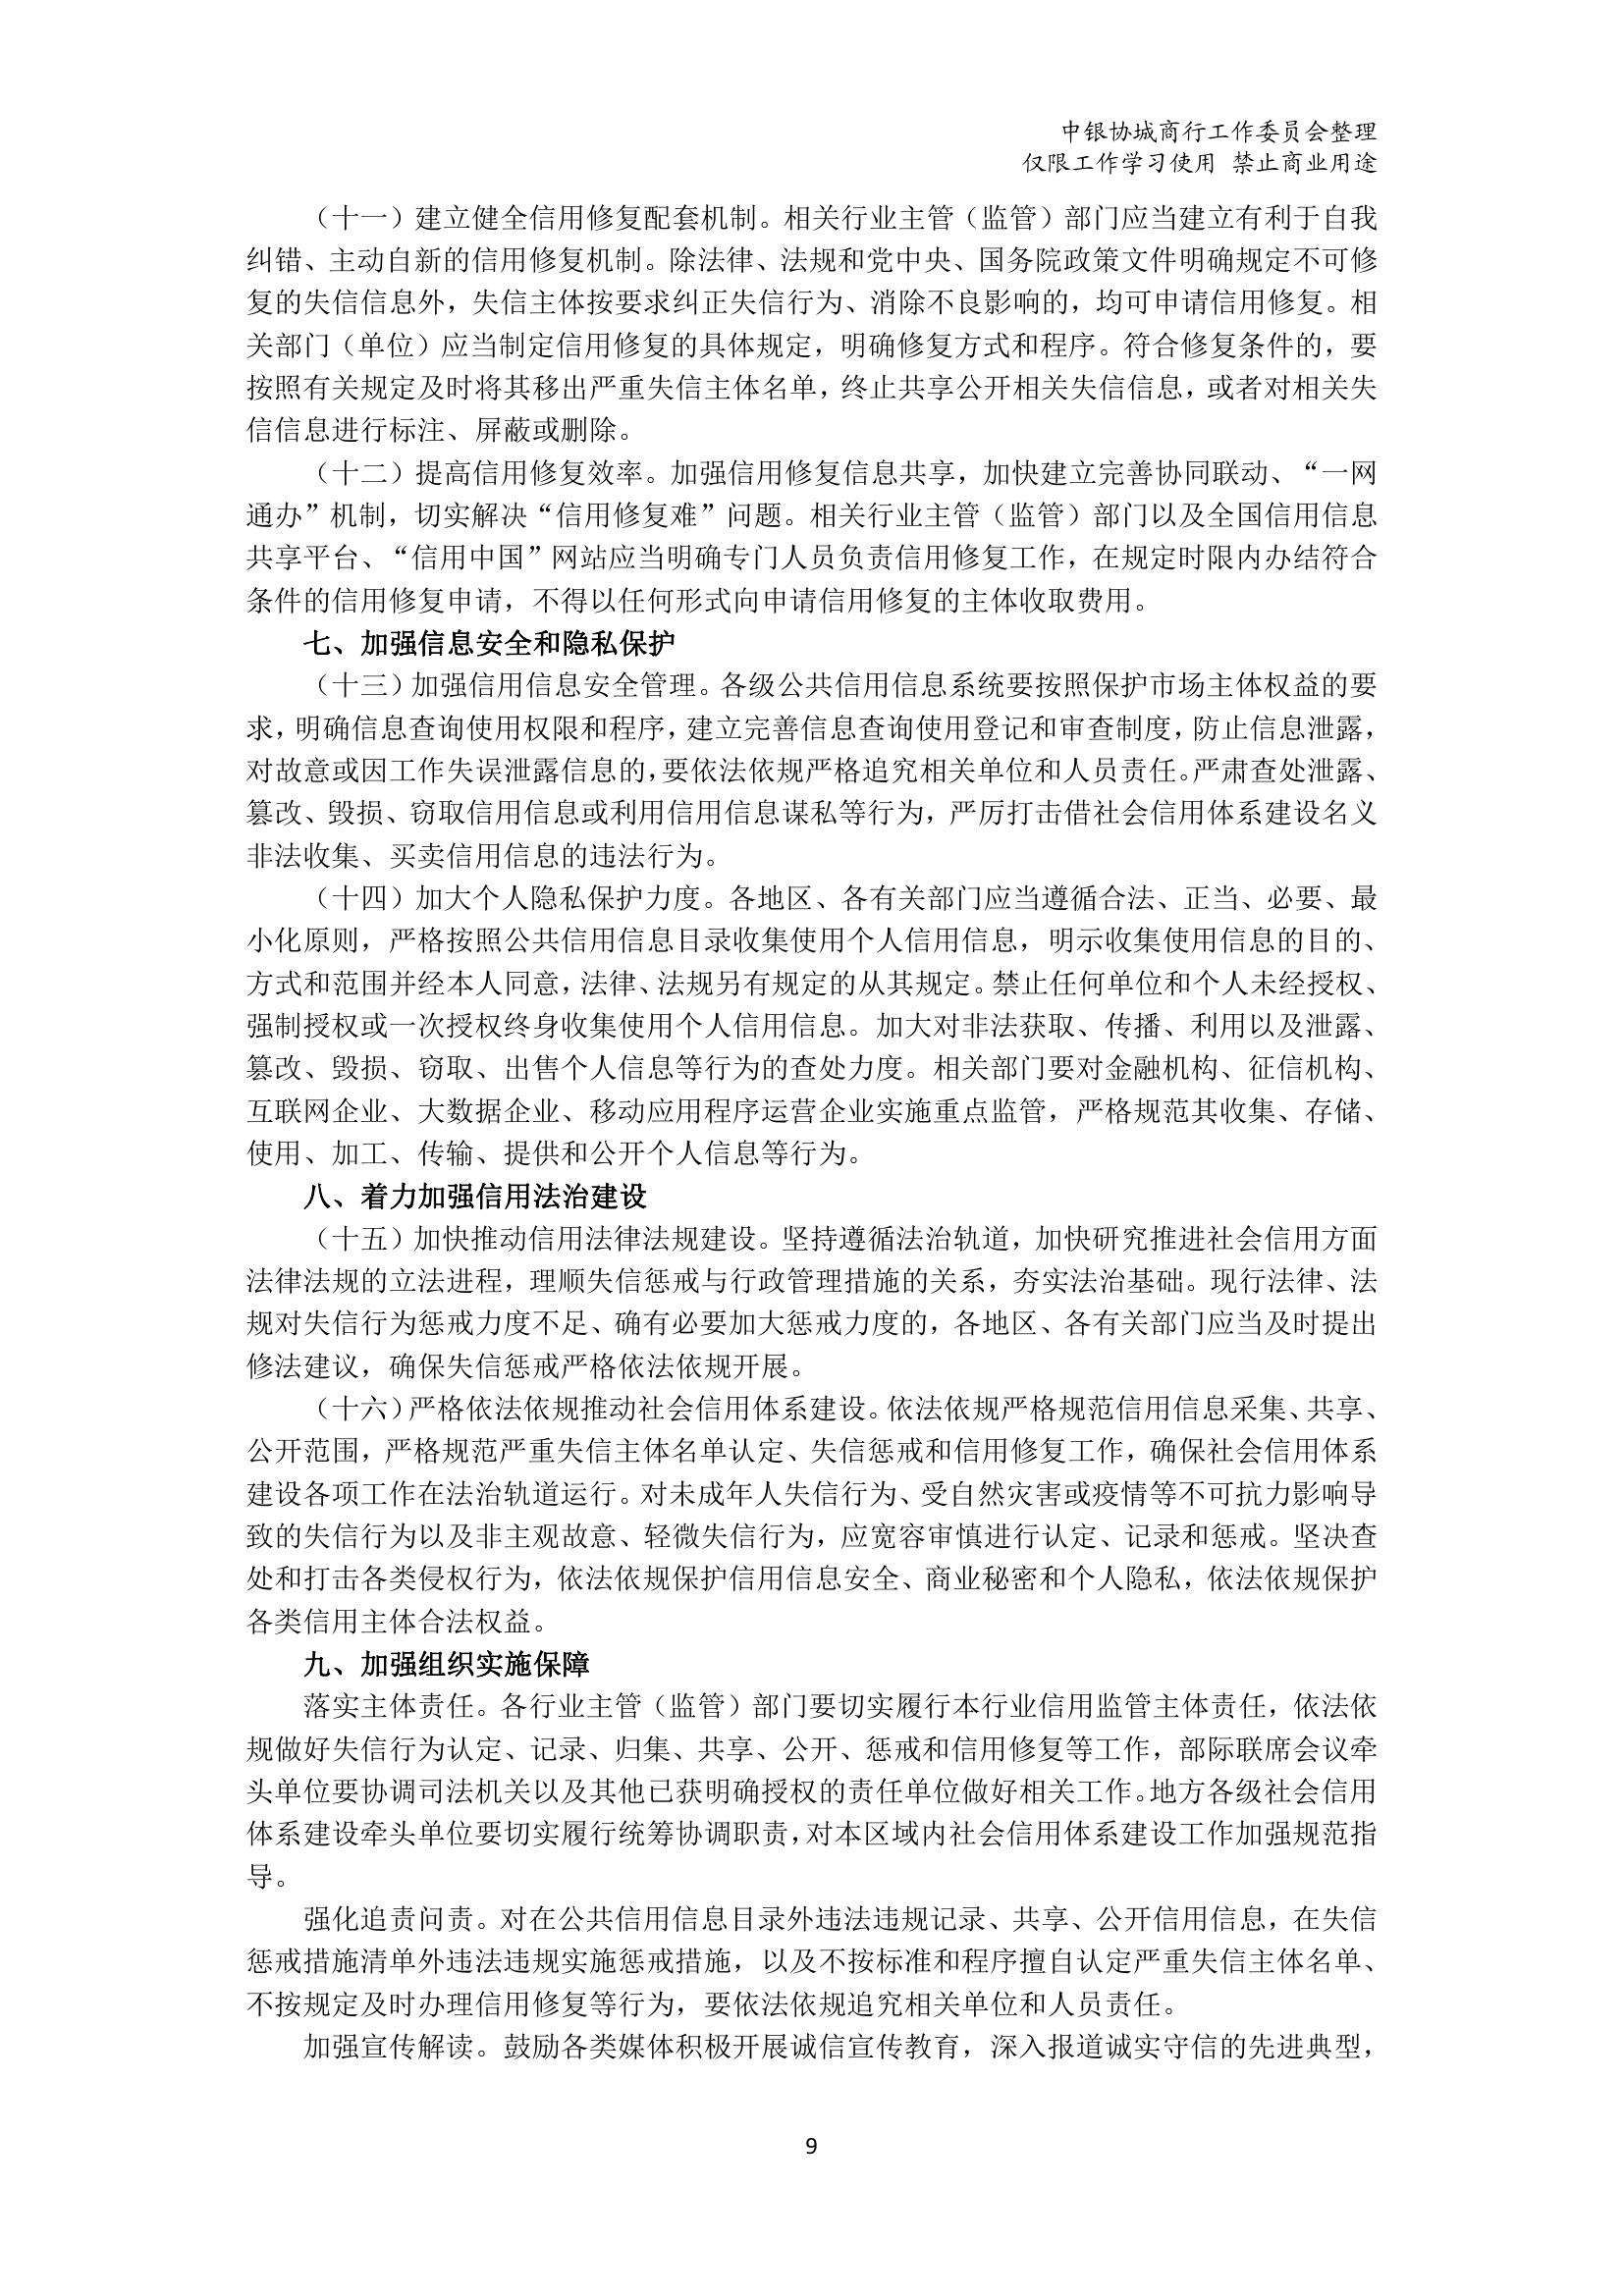 中银协城商行工作委员会整理
仅限工作学习使用 禁止商业用途
（十一）建立健全信用修复配套机制。相关行业主管（监管）部门应当建立有利于自我
纠错、主动自新的信用修复机制。除法律、法规和党中央、国务院政策文件明确规定不可修
复的失信信息外，失信主体按要求纠正失信行为、消除不良影响的，均可申请信用修复。相
关部门（单位）应当制定信用修复的具体规定，明确修复方式和程序。符合修复条件的，要
按照有关规定及时将其移出严重失信主体名单，终止共享公开相关失信信息，或者对相关失
信信息进行标注、屏蔽或删除。
（十二）提高信用修复效率。加强信用修复信息共享，加快建立完善协同联动、“一网
通办”机制，切实解决“信用修复难”问题。相关行业主管（监管）部门以及全国信用信息
共享平台、“信用中国”网站应当明确专门人员负责信用修复工作，在规定时限内办结符合
条件的信用修复申请，不得以任何形式向申请信用修复的主体收取费用。
七、加强信息安全和隐私保护
（十三）加强信用信息安全管理。各级公共信用信息系统要按照保护市场主体权益的要
求，明确信息查询使用权限和程序，建立完善信息查询使用登记和审查制度，防止信息泄露，
对故意或因工作失误泄露信息的，要依法依规严格追究相关单位和人员责任。严肃查处泄露、
篡改、毁损、窃取信用信息或利用信用信息谋私等行为，严厉打击借社会信用体系建设名义
非法收集、买卖信用信息的违法行为。
（十四）加大个人隐私保护力度。各地区、各有关部门应当遵循合法、正当、必要、最
小化原则，严格按照公共信用信息目录收集使用个人信用信息，明示收集使用信息的目的、
方式和范围并经本人同意，法律、法规另有规定的从其规定。禁止任何单位和个人未经授权、
强制授权或一次授权终身收集使用个人信用信息。加大对非法获取、传播、利用以及泄露、
篡改、毁损、窃取、出售个人信息等行为的查处力度。相关部门要对金融机构、征信机构、
互联网企业、大数据企业、移动应用程序运营企业实施重点监管，严格规范其收集、存储、
使用、加工、传输、提供和公开个人信息等行为。
八、着力加强信用法治建设
（十五）加快推动信用法律法规建设。坚持遵循法治轨道，加快研究推进社会信用方面
法律法规的立法进程，理顺失信惩戒与行政管理措施的关系，夯实法治基础。现行法律、法
规对失信行为惩戒力度不足、确有必要加大惩戒力度的，各地区、各有关部门应当及时提出
修法建议，确保失信惩戒严格依法依规开展。
（十六）严格依法依规推动社会信用体系建设。依法依规严格规范信用信息采集、共享、
公开范围，严格规范严重失信主体名单认定、失信惩戒和信用修复工作，确保社会信用体系
建设各项工作在法治轨道运行。对未成年人失信行为、受自然灾害或疫情等不可抗力影响导
致的失信行为以及非主观故意、轻微失信行为，应宽容审慎进行认定、记录和惩戒。坚决查
处和打击各类侵权行为，依法依规保护信用信息安全、商业秘密和个人隐私，依法依规保护
各类信用主体合法权益。
九、加强组织实施保障
落实主体责任。各行业主管（监管）部门要切实履行本行业信用监管主体责任，依法依
规做好失信行为认定、记录、归集、共享、公开、惩戒和信用修复等工作，部际联席会议牵
头单位要协调司法机关以及其他已获明确授权的责任单位做好相关工作。地方各级社会信用
体系建设牵头单位要切实履行统筹协调职责，对本区域内社会信用体系建设工作加强规范指
导。
强化追责问责。对在公共信用信息目录外违法违规记录、共享、公开信用信息，在失信
惩戒措施清单外违法违规实施惩戒措施，以及不按标准和程序擅自认定严重失信主体名单、
不按规定及时办理信用修复等行为，要依法依规追究相关单位和人员责任。
加强宣传解读。鼓励各类媒体积极开展诚信宣传教育，深入报道诚实守信的先进典型，
9